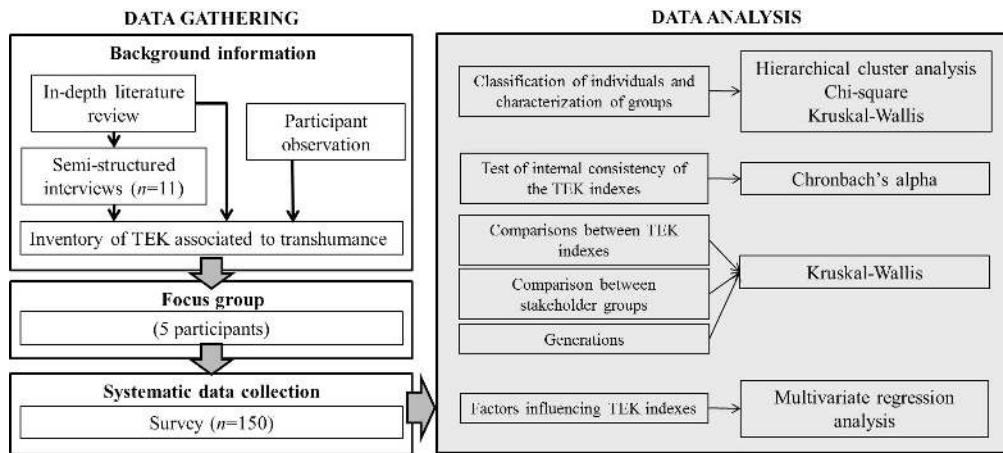 DATA GATHERING
Background information
In-depth literature
review
Participant
observation
Semi-structured
interviews (n=11)
Inventory of TEK associated to transhumance
Focus group
(5 participants)
Systematic data collection
Survey (n=150)
DATA ANALYSIS
Classification of individuals and
characterization of groups
Hierarchical cluster analysis
Chi-square
Kruskal-Wallis
Test of internal consistency of
the TEK indexes
Chronbach's alpha
Comparisons between TEK
indexes
Comparison between
stakeholder groups
Generations
Kruskal-Wallis
Factors influencing TEK indexes
Multivariate regression
analysis